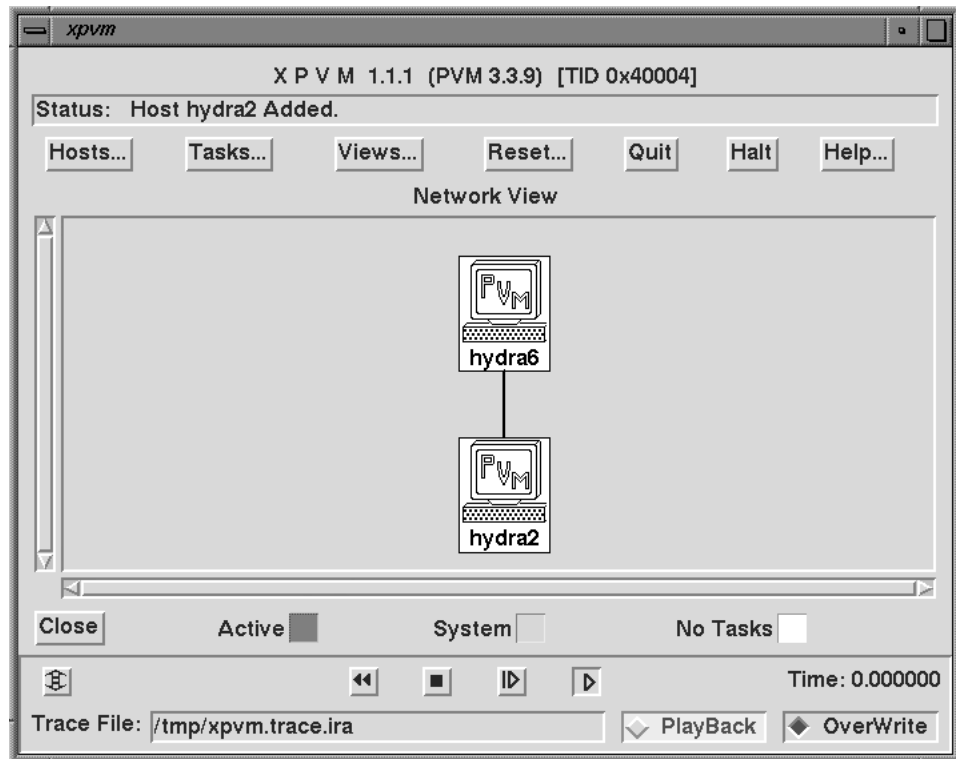 xpvm
X P V M 1.1.1 (PVM 3.3.9) [TID 0x40004]
Status: Host hydra2 Added.
Hosts... Tasks... Views... Reset... Quit Halt Help...
Network View
PVM
hydra6
PVM
hydra2
Close Active System No Tasks
Time: 0.000000
Trace File: /tmp/xpvm.trace.ira PlayBack OverWrite